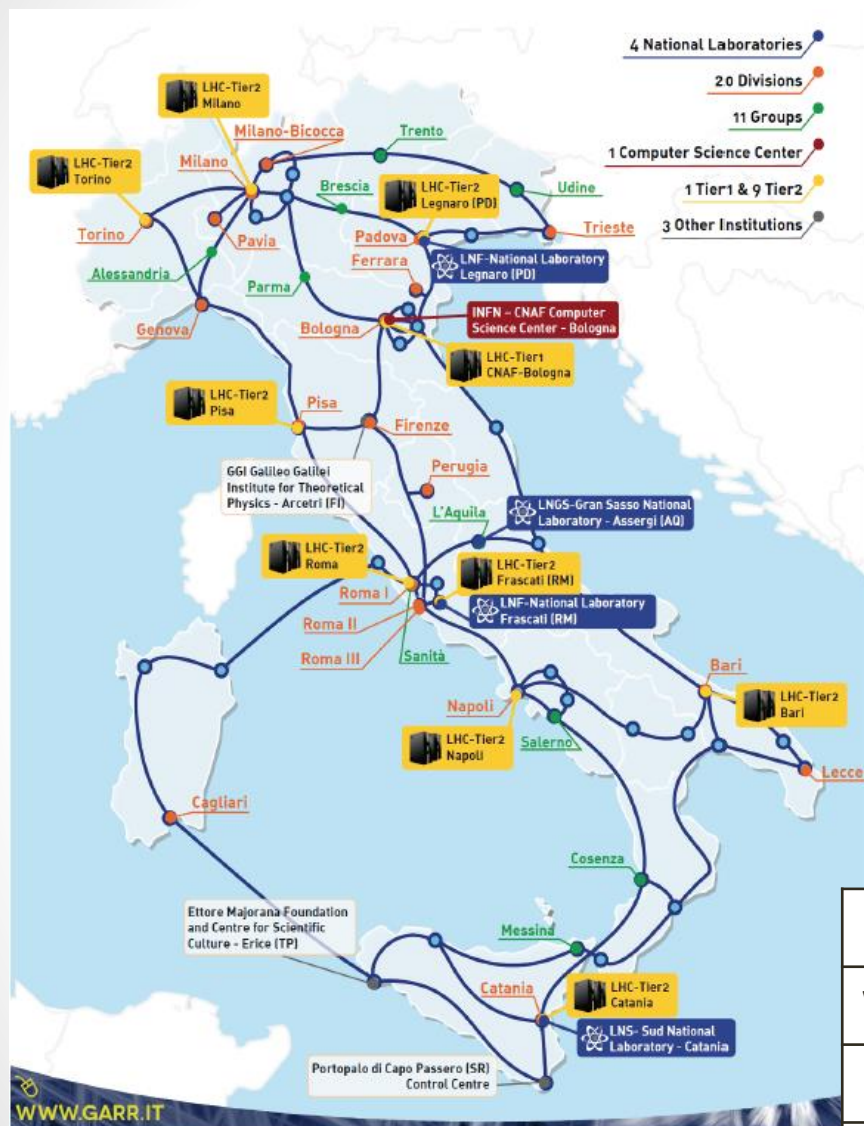 4 National Laboratories
20 Divisions
11 Groups
1 Computer Science Center
1 Tier1 & 9 Tier2
3 Other Institutions
LHC-Tier2
Milano
Milano-Bicocca
Trento
LHC-Tier2
Torino
Milano
Brescia
LHC-Tier2
Legnaro (PD)
Udine
Torino
Pavia
Padova
Trieste
Alessandria
Ferrara
LNF-National Laboratory
Legnaro (PD)
Parma
Genova
Bologna
INFN - CNAF Computer
Science Center - Bologna
LHC-Tier1
CNAF-Bologna
LHC-Tier2
Pisa
Pisa
Firenze
GGI Galileo Galilei
Institute for Theoretical
Physics - Arcetri (FI)
Perugia
L'Aquila
LNGS-Gran Sasso National
Laboratory - Assergi (AQ)
LHC-Tier2
Roma
LHC-Tier2
Frascati (RM)
Roma I
LNF-National Laboratory
Frascati (RM)
Roma II
Roma III
Sanità
Bari
Napoli
LHC-Tier2
Bari
LHC-Tier2
Napoli
Salerno
Lecce
Cagliari
Cosenza
Ettore Majorana Foundation
and Centre for Scientific
Culture - Erice (TP)
Messina
Catania
LHC-Tier2
Catania
LNS- Sud National
Laboratory - Catania
Portopalo di Capo Passero (SR)
Control Centre
WWW.GARR.IT